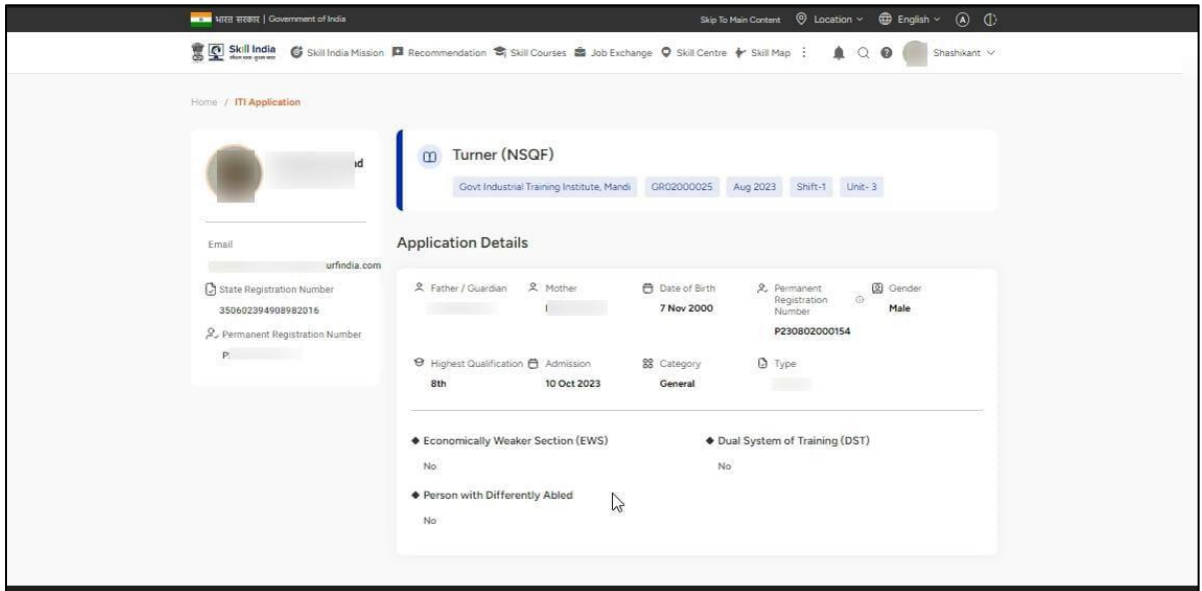 भारत सरकार | Government of India
Skip To Main Content Location English A
Skill India
कौशल भारत - कुशल भारत
Skill India Mission Recommendation Skill Courses Job Exchange Skill Centre Skill Map Shashikant
Home / ITI Application
Turner (NSQF)
Govt Industrial Training Institute, Mandi GR02000025 Aug 2023 Shift-1 Unit- 3
Email
urfindia.com
State Registration Number
350602394908982016
Permanent Registration Number
P
Application Details
Father / Guardian Mother Date of Birth Permanent Registration Number Gender
7 Nov 2000 P230802000154 Male
Highest Qualification Admission Category Type
8th 10 Oct 2023 General
Economically Weaker Section (EWS) Dual System of Training (DST)
No No
Person with Differently Abled
No